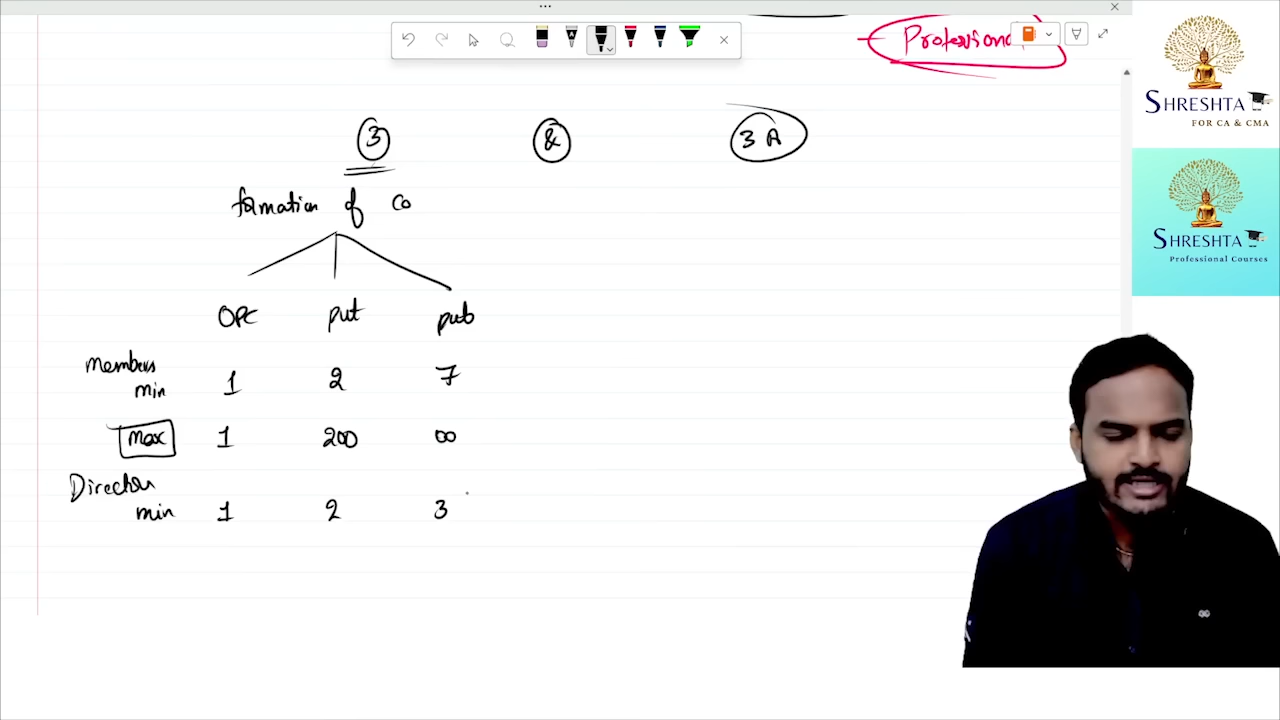 Professional
3 & 3 A
formation of co
OPC pvt pub
Members
min 1 2 7
max 1 200 ∞
Direction
min 1 2 3
SHRESHTA
FOR CA & CMA
SHRESHTA
Professional Courses